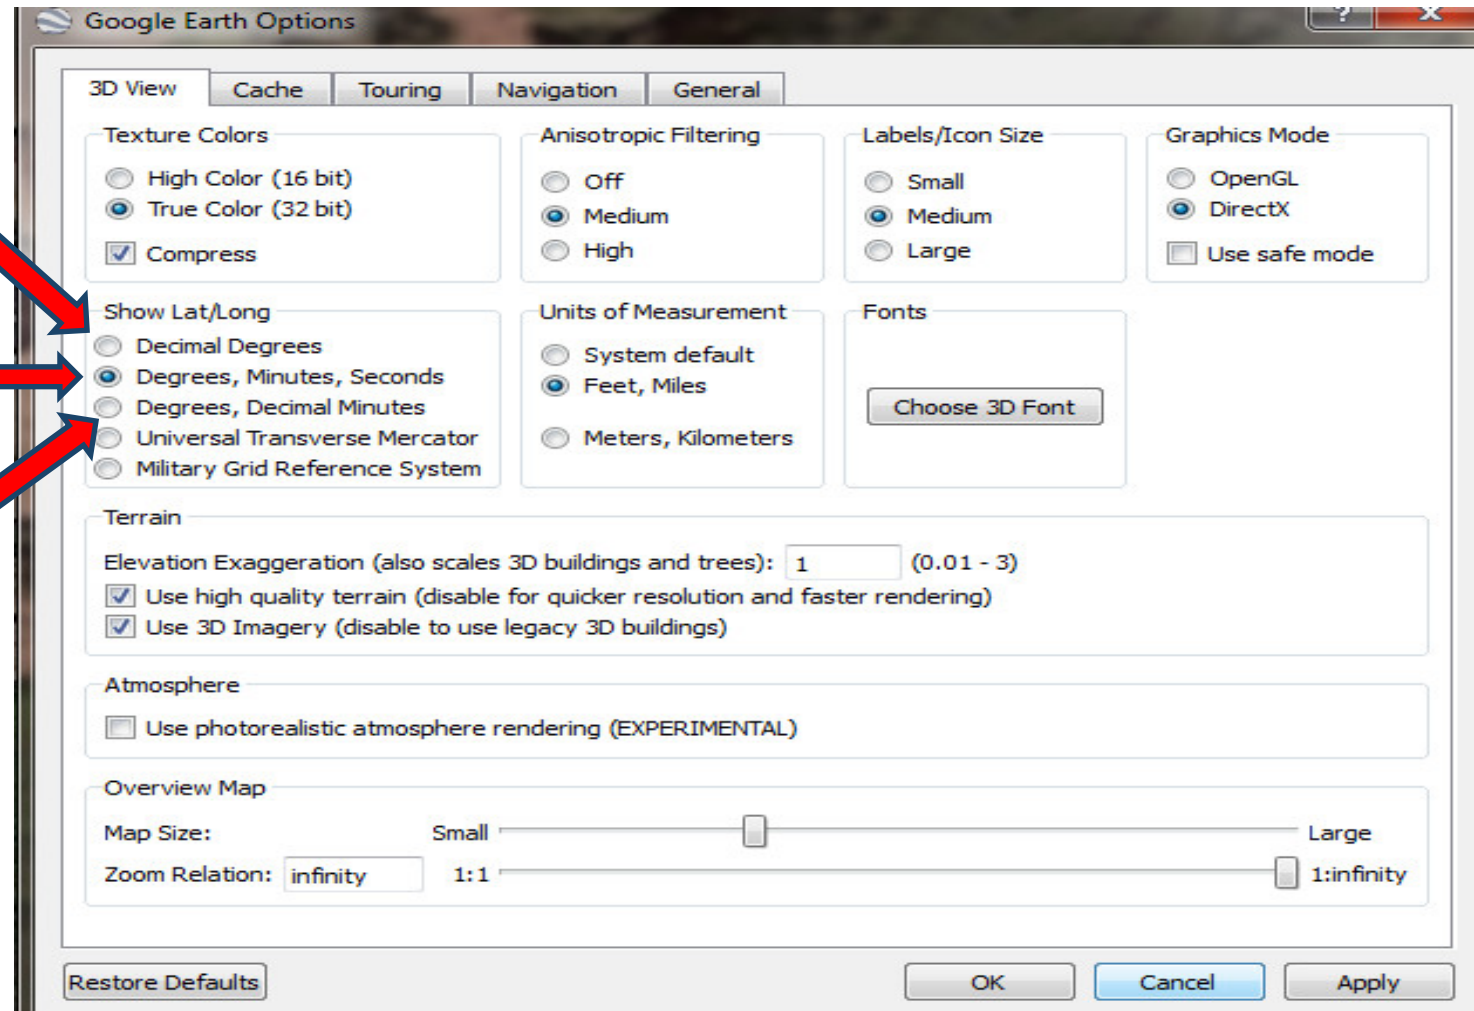 Google Earth Options
?
3D View
Cache
Touring
Navigation
General
Texture Colors
High Color (16 bit)
True Color (32 bit)
Compress
Anisotropic Filtering
Off
Medium
High
Labels/Icon Size
Small
Medium
Large
Graphics Mode
OpenGL
DirectX
Use safe mode
Show Lat/Long
Decimal Degrees
Degrees, Minutes, Seconds
Degrees, Decimal Minutes
Universal Transverse Mercator
Military Grid Reference System
Units of Measurement
System default
Feet, Miles
Meters, Kilometers
Fonts
Choose 3D Font
Terrain
Elevation Exaggeration (also scales 3D buildings and trees): 1 (0.01 - 3)
Use high quality terrain (disable for quicker resolution and faster rendering)
Use 3D Imagery (disable to use legacy 3D buildings)
Atmosphere
Use photorealistic atmosphere rendering (EXPERIMENTAL)
Overview Map
Map Size: Small Large
Zoom Relation: infinity 1:1 1:infinity
Restore Defaults
OK
Cancel
Apply